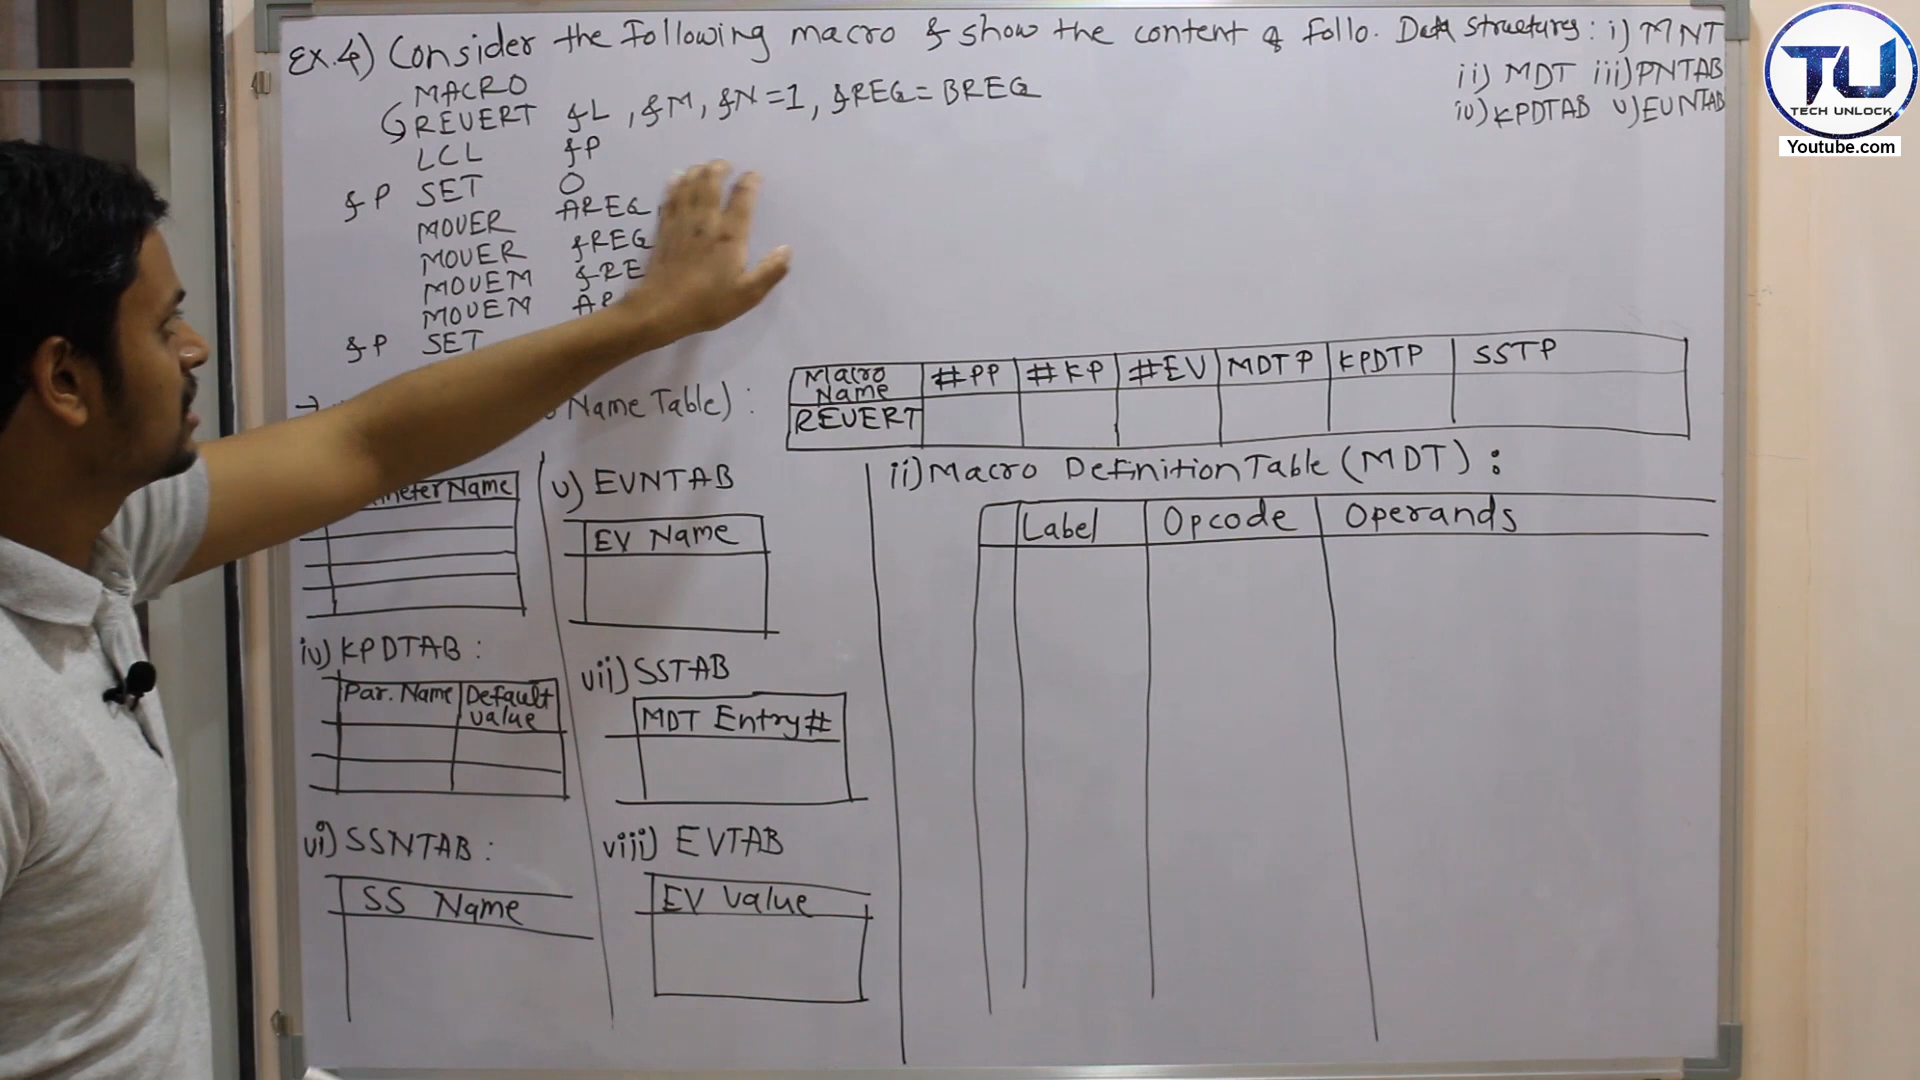 Ex.4) Consider the following macro & show the content of follo. Data Structures: i) MNT
ii) MDT iii) PNTAB
iv) KPDTAB v) EVNTAB
MACRO
REVERT &L, &M, &N=1, &REG=BREG
LCL &P
&P SET 0
MOVER AREG,
MOVER &REG
MOVEM &RE
MOVEM AR
&P SET
Name Table):
Macro Name #PP #KP #EV MDTP KPDTP SSTP
REVERT
meter Name
v) EVNTAB
EV Name
ii) Macro Definition Table (MDT):
Label Opcode Operands
iv) KPDTAB:
Par. Name Default value
vii) SSTAB
MDT Entry#
vi) SSNTAB:
SS Name
viii) EVTAB
EV Value
TU
TECH UNLOCK
Youtube.com